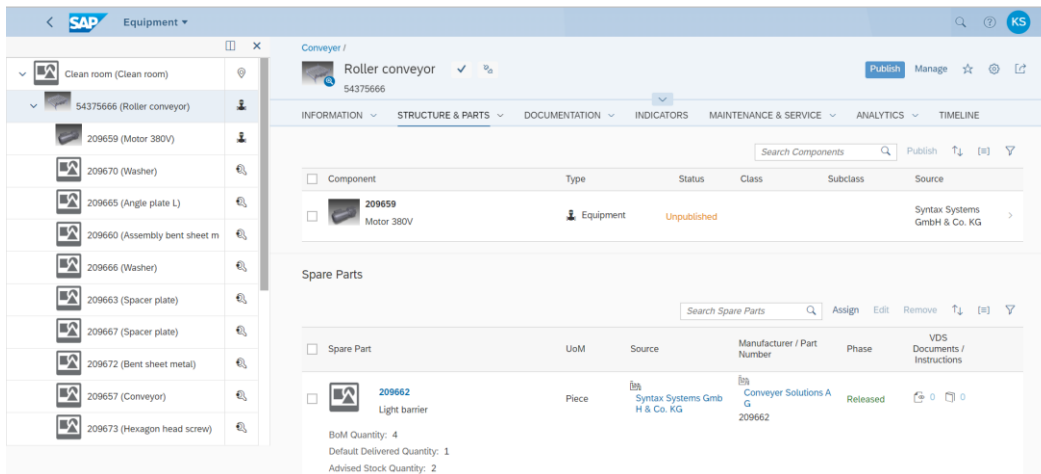 SAP Equipment
KS
Clean room (Clean room)
54375666 (Roller conveyor)
209659 (Motor 380V)
209670 (Washer)
209665 (Angle plate L)
209660 (Assembly bent sheet m
209666 (Washer)
209663 (Spacer plate)
209667 (Spacer plate)
209672 (Bent sheet metal)
209657 (Conveyor)
209673 (Hexagon head screw)
Conveyer /
Roller conveyor
Publish Manage
54375666
INFORMATION STRUCTURE & PARTS DOCUMENTATION INDICATORS MAINTENANCE & SERVICE ANALYTICS TIMELINE
Search Components Publish
Component Type Status Class Subclass Source
209659
Motor 380V
Equipment
Unpublished
Syntax Systems
GmbH & Co. KG
Spare Parts
Search Spare Parts Assign Edit Remove
Spare Part
UoM
Source
Manufacturer / Part
Number
Phase
VDS
Documents /
Instructions
209662
Light barrier
Piece
Syntax Systems Gmb
H & Co. KG
Conveyer Solutions A
G
209662
Released
0 0
BoM Quantity: 4
Default Delivered Quantity: 1
Advised Stock Quantity: 2